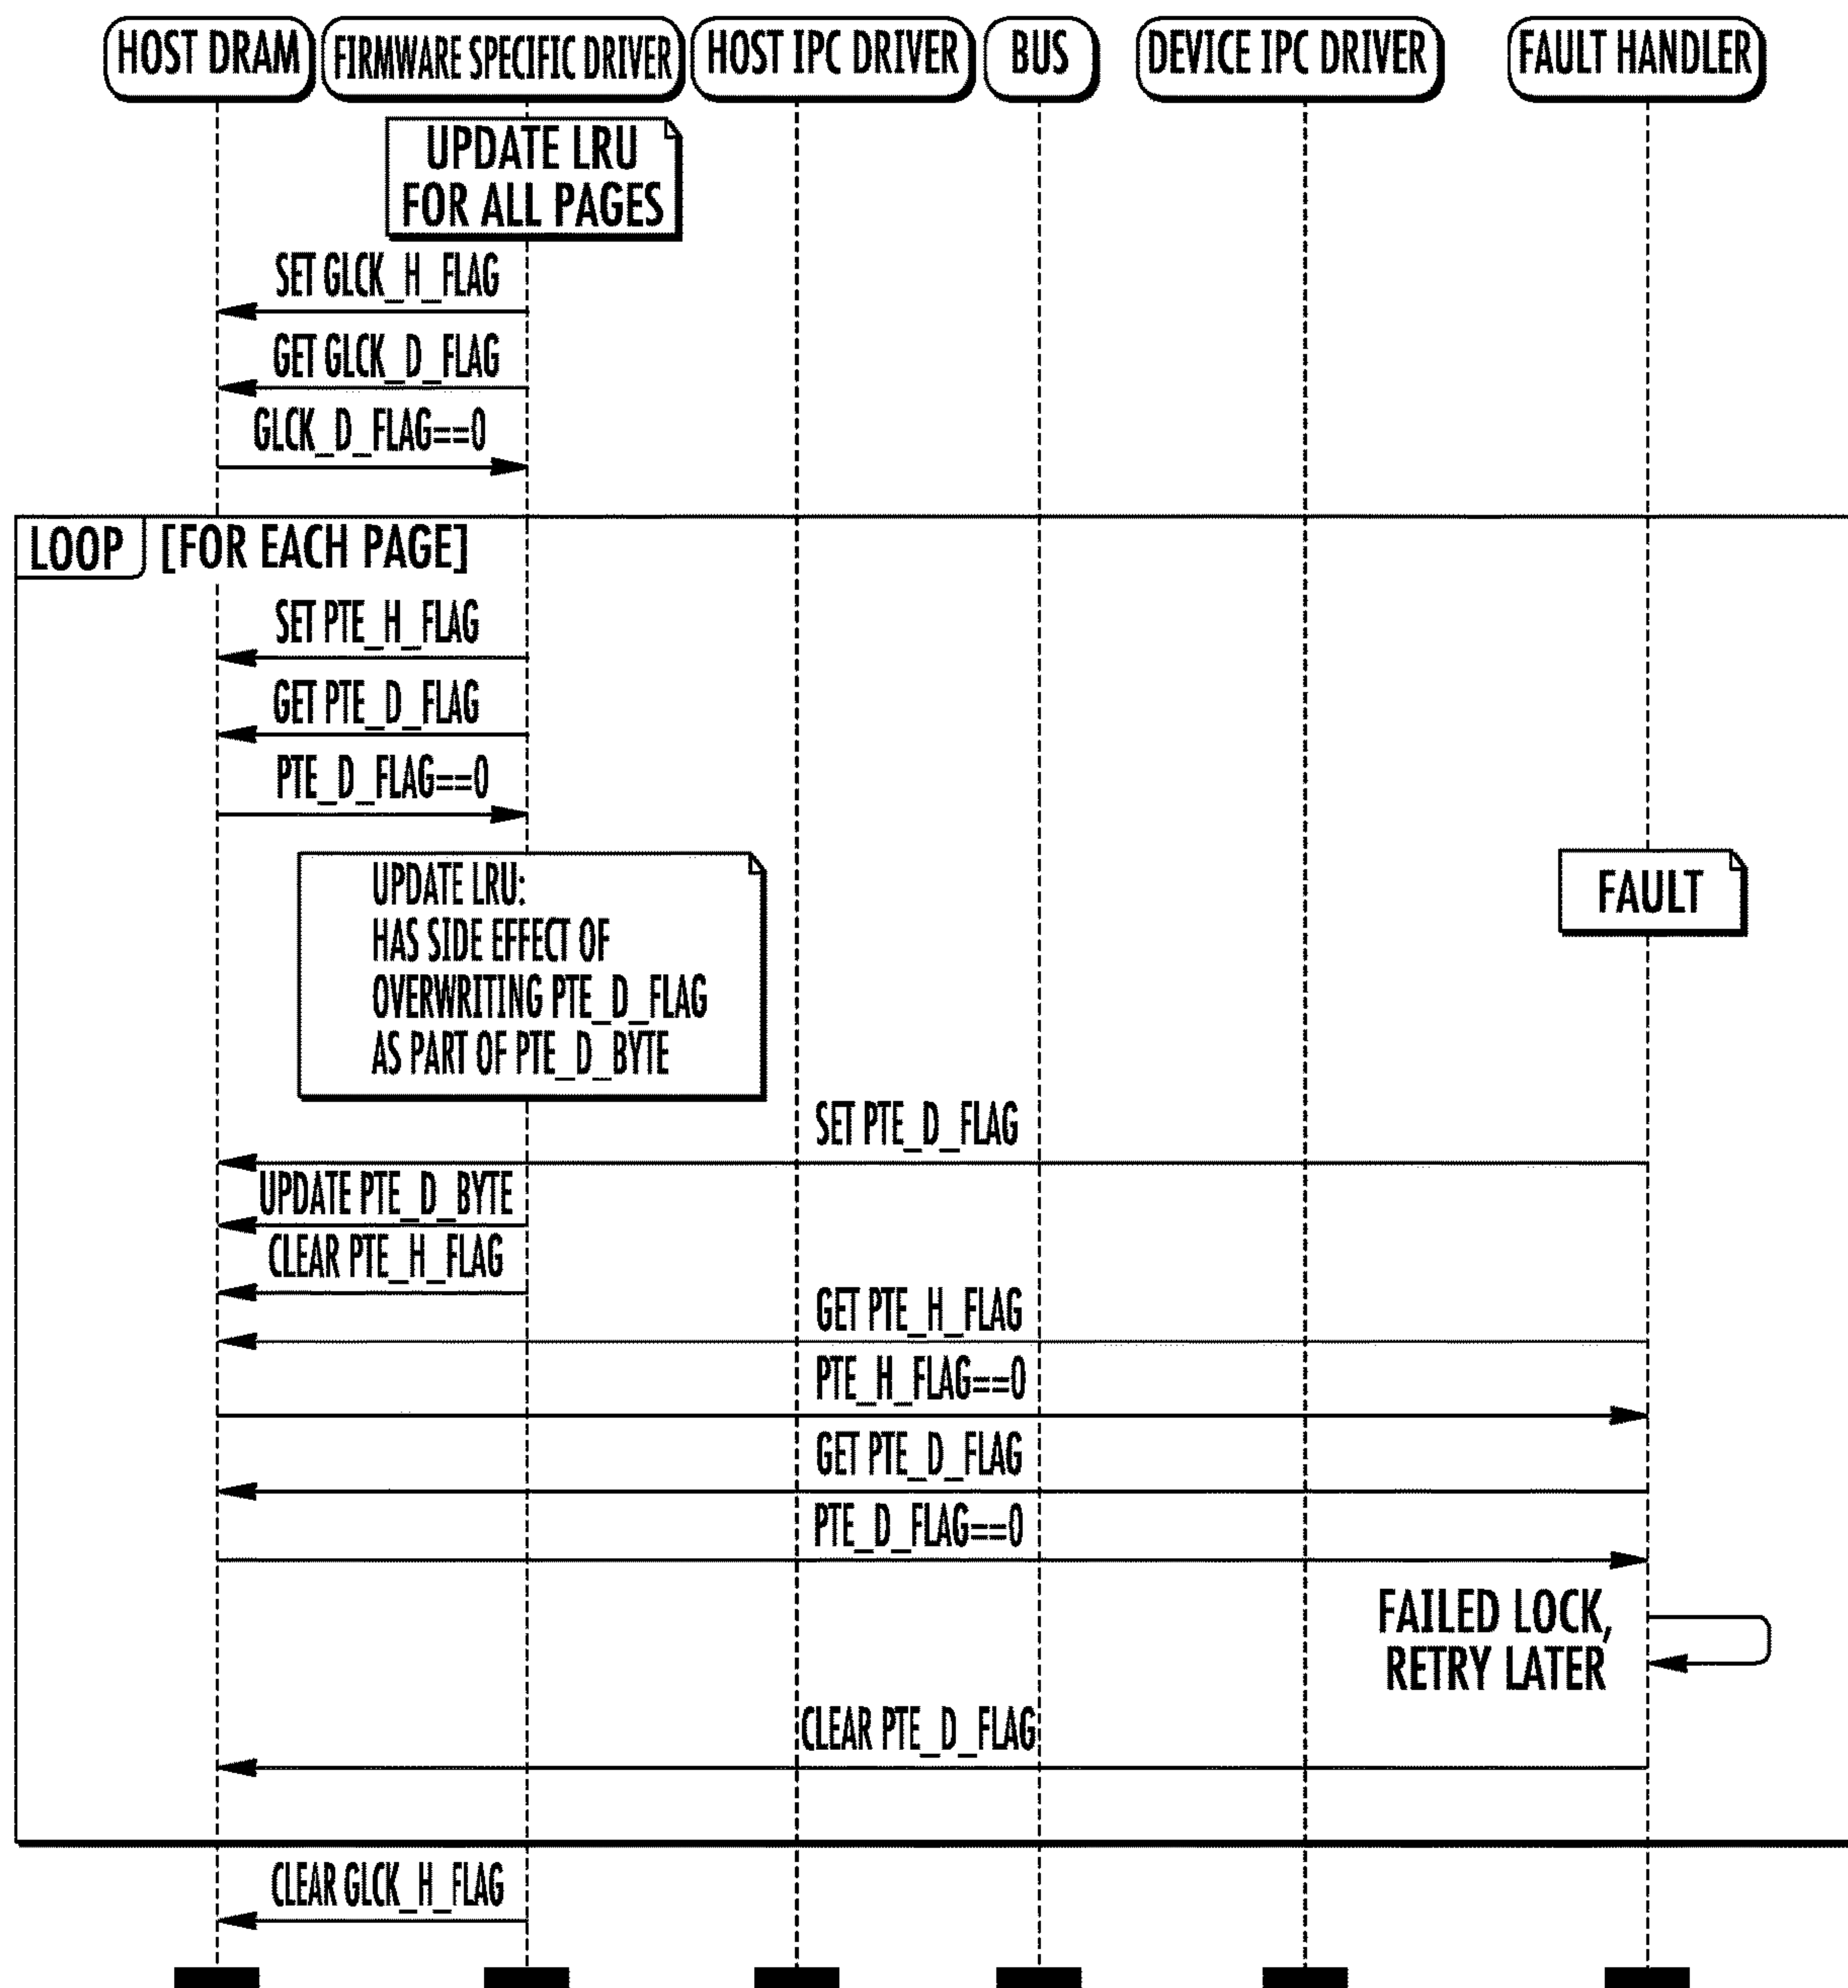 HOST DRAM
FIRMWARE SPECIFIC DRIVER
HOST IPC DRIVER
BUS
DEVICE IPC DRIVER
FAULT HANDLER
UPDATE LRU
FOR ALL PAGES
SET GLCK_H_FLAG
GET GLCK_D_FLAG
GLCK_D_FLAG==0
LOOP
[FOR EACH PAGE]
SET PTE_H_FLAG
GET PTE_D_FLAG
PTE_D_FLAG==0
UPDATE LRU:
HAS SIDE EFFECT OF
OVERWRITING PTE_D_FLAG
AS PART OF PTE_D_BYTE
FAULT
SET PTE_D_FLAG
UPDATE PTE_D_BYTE
CLEAR PTE_H_FLAG
GET PTE_H_FLAG
PTE_H_FLAG==0
GET PTE_D_FLAG
PTE_D_FLAG==0
FAILED LOCK,
RETRY LATER
CLEAR PTE_D_FLAG
CLEAR GLCK_H_FLAG